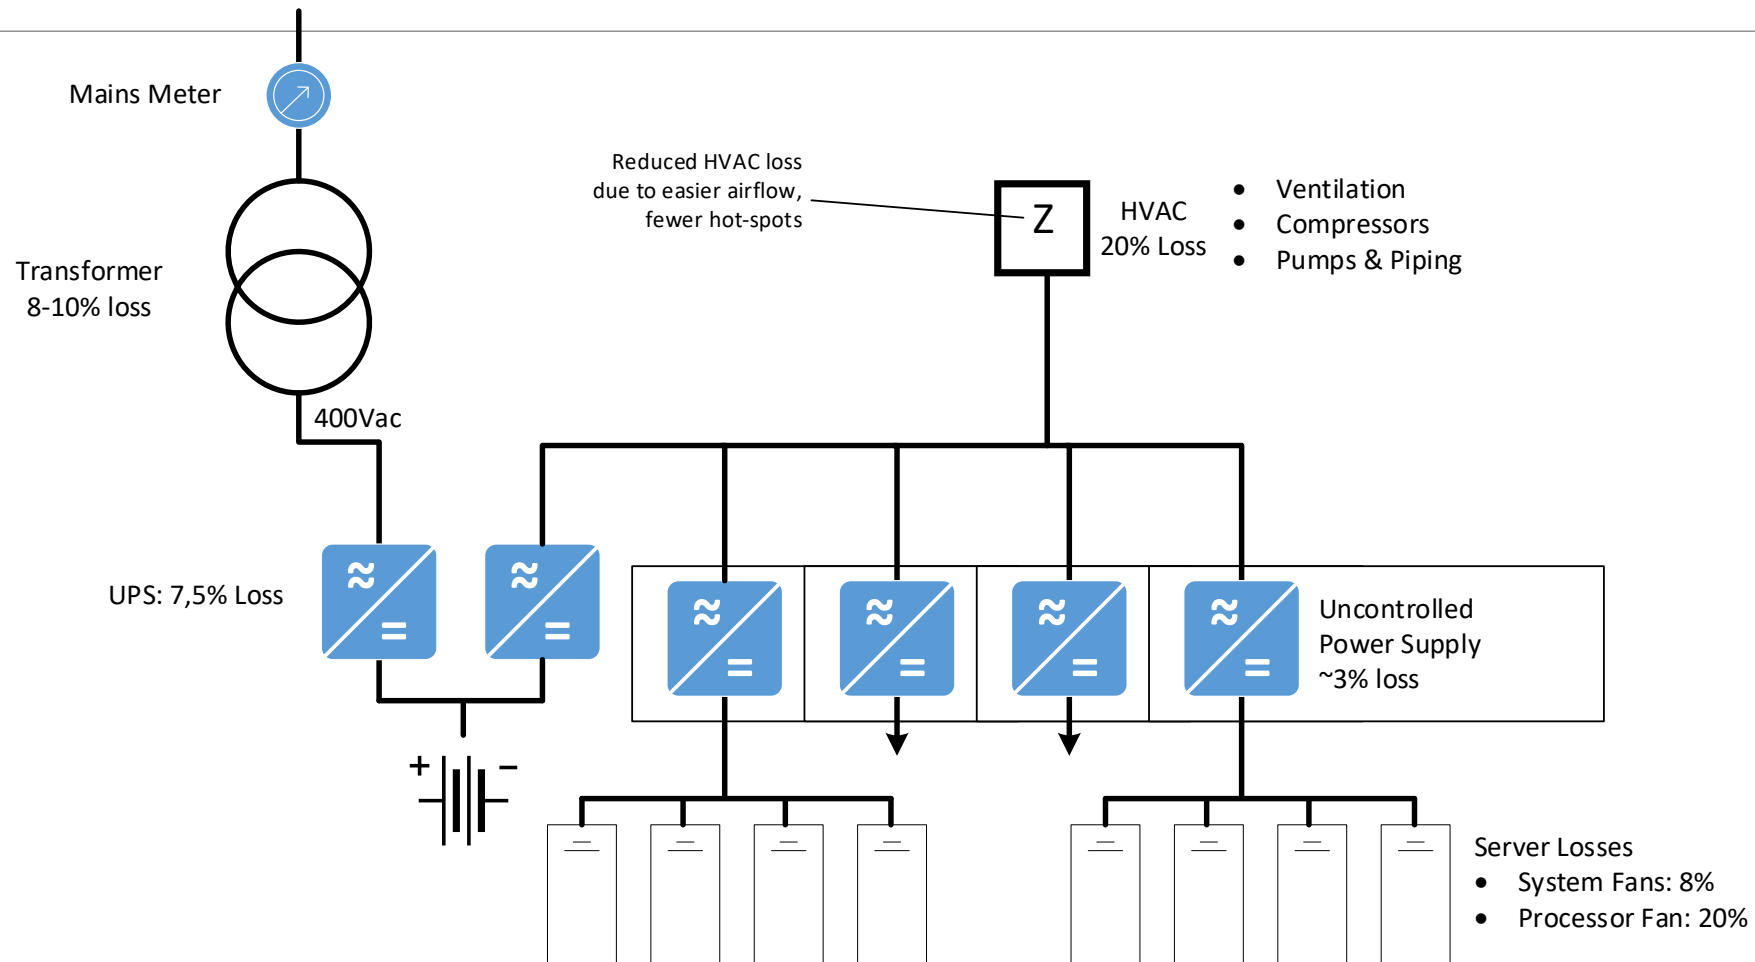 Mains Meter
Transformer
8-10% loss
400Vac
UPS: 7,5% Loss
+ −
Reduced HVAC loss
due to easier airflow,
fewer hot-spots
Z
HVAC
20% Loss
• Ventilation
• Compressors
• Pumps & Piping
Uncontrolled
Power Supply
~3% loss
Server Losses
• System Fans: 8%
• Processor Fan: 20%